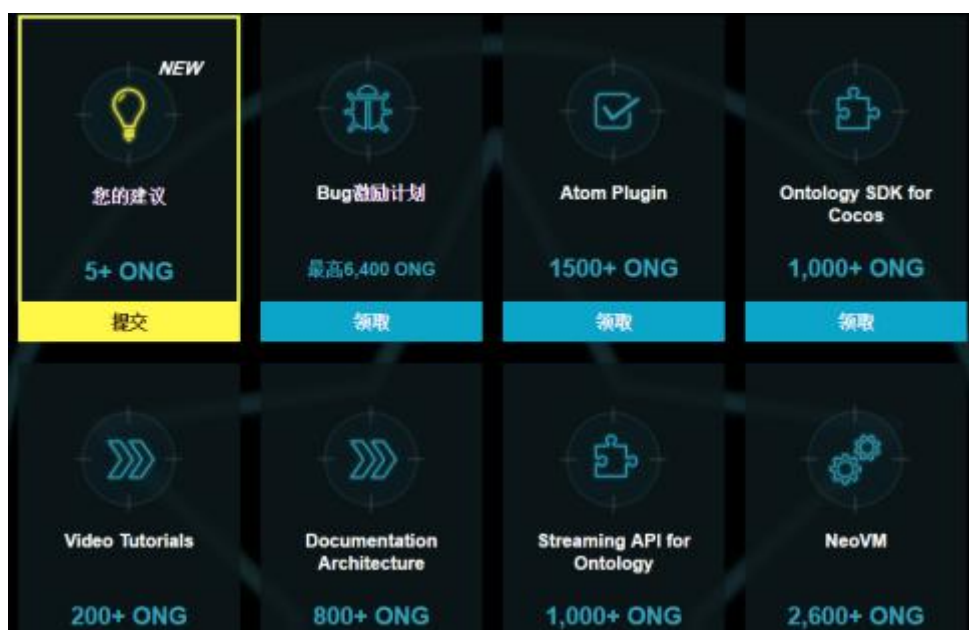 NEW
您的建议
5+ ONG
提交
Bug激励计划
最高6,400 ONG
领取
Atom Plugin
1500+ ONG
领取
Ontology SDK for
Cocos
1,000+ ONG
领取
Video Tutorials
200+ ONG
Documentation
Architecture
800+ ONG
Streaming API for
Ontology
1,000+ ONG
NeoVM
2,600+ ONG